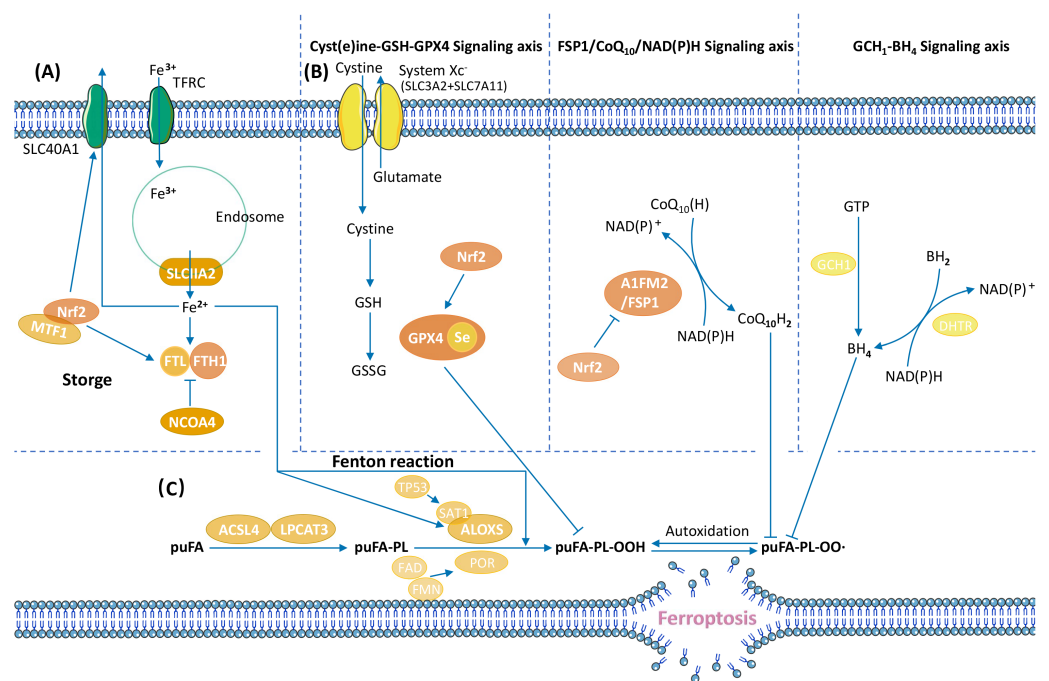 Cyst(e)ine-GSH-GPX4 Signaling axis
FSP1/CoQ₁₀/NAD(P)H Signaling axis
GCH₁-BH₄ Signaling axis
(A)
Fe³⁺
TFRC
SLC40A1
Fe³⁺
Endosome
SLCIIA2
Fe²⁺
Nrf2
MTF1
FTL
FTH1
Storge
NCOA4
(B)
Cystine
System Xc⁻
(SLC3A2+SLC7A11)
Glutamate
Cystine
Nrf2
GSH
GPX4
Se
GSSG
CoQ₁₀(H)
NAD(P)⁺
A1FM2
/FSP1
CoQ₁₀H₂
NAD(P)H
Nrf2
GTP
GCH1
BH₂
NAD(P)⁺
DHTR
BH₄
NAD(P)H
Fenton reaction
(C)
TP53
SAT1
ACSL4
LPCAT3
ALOXS
Autoxidation
puFA
puFA-PL
puFA-PL-OOH
puFA-PL-OO·
FAD
POR
FMN
Ferroptosis